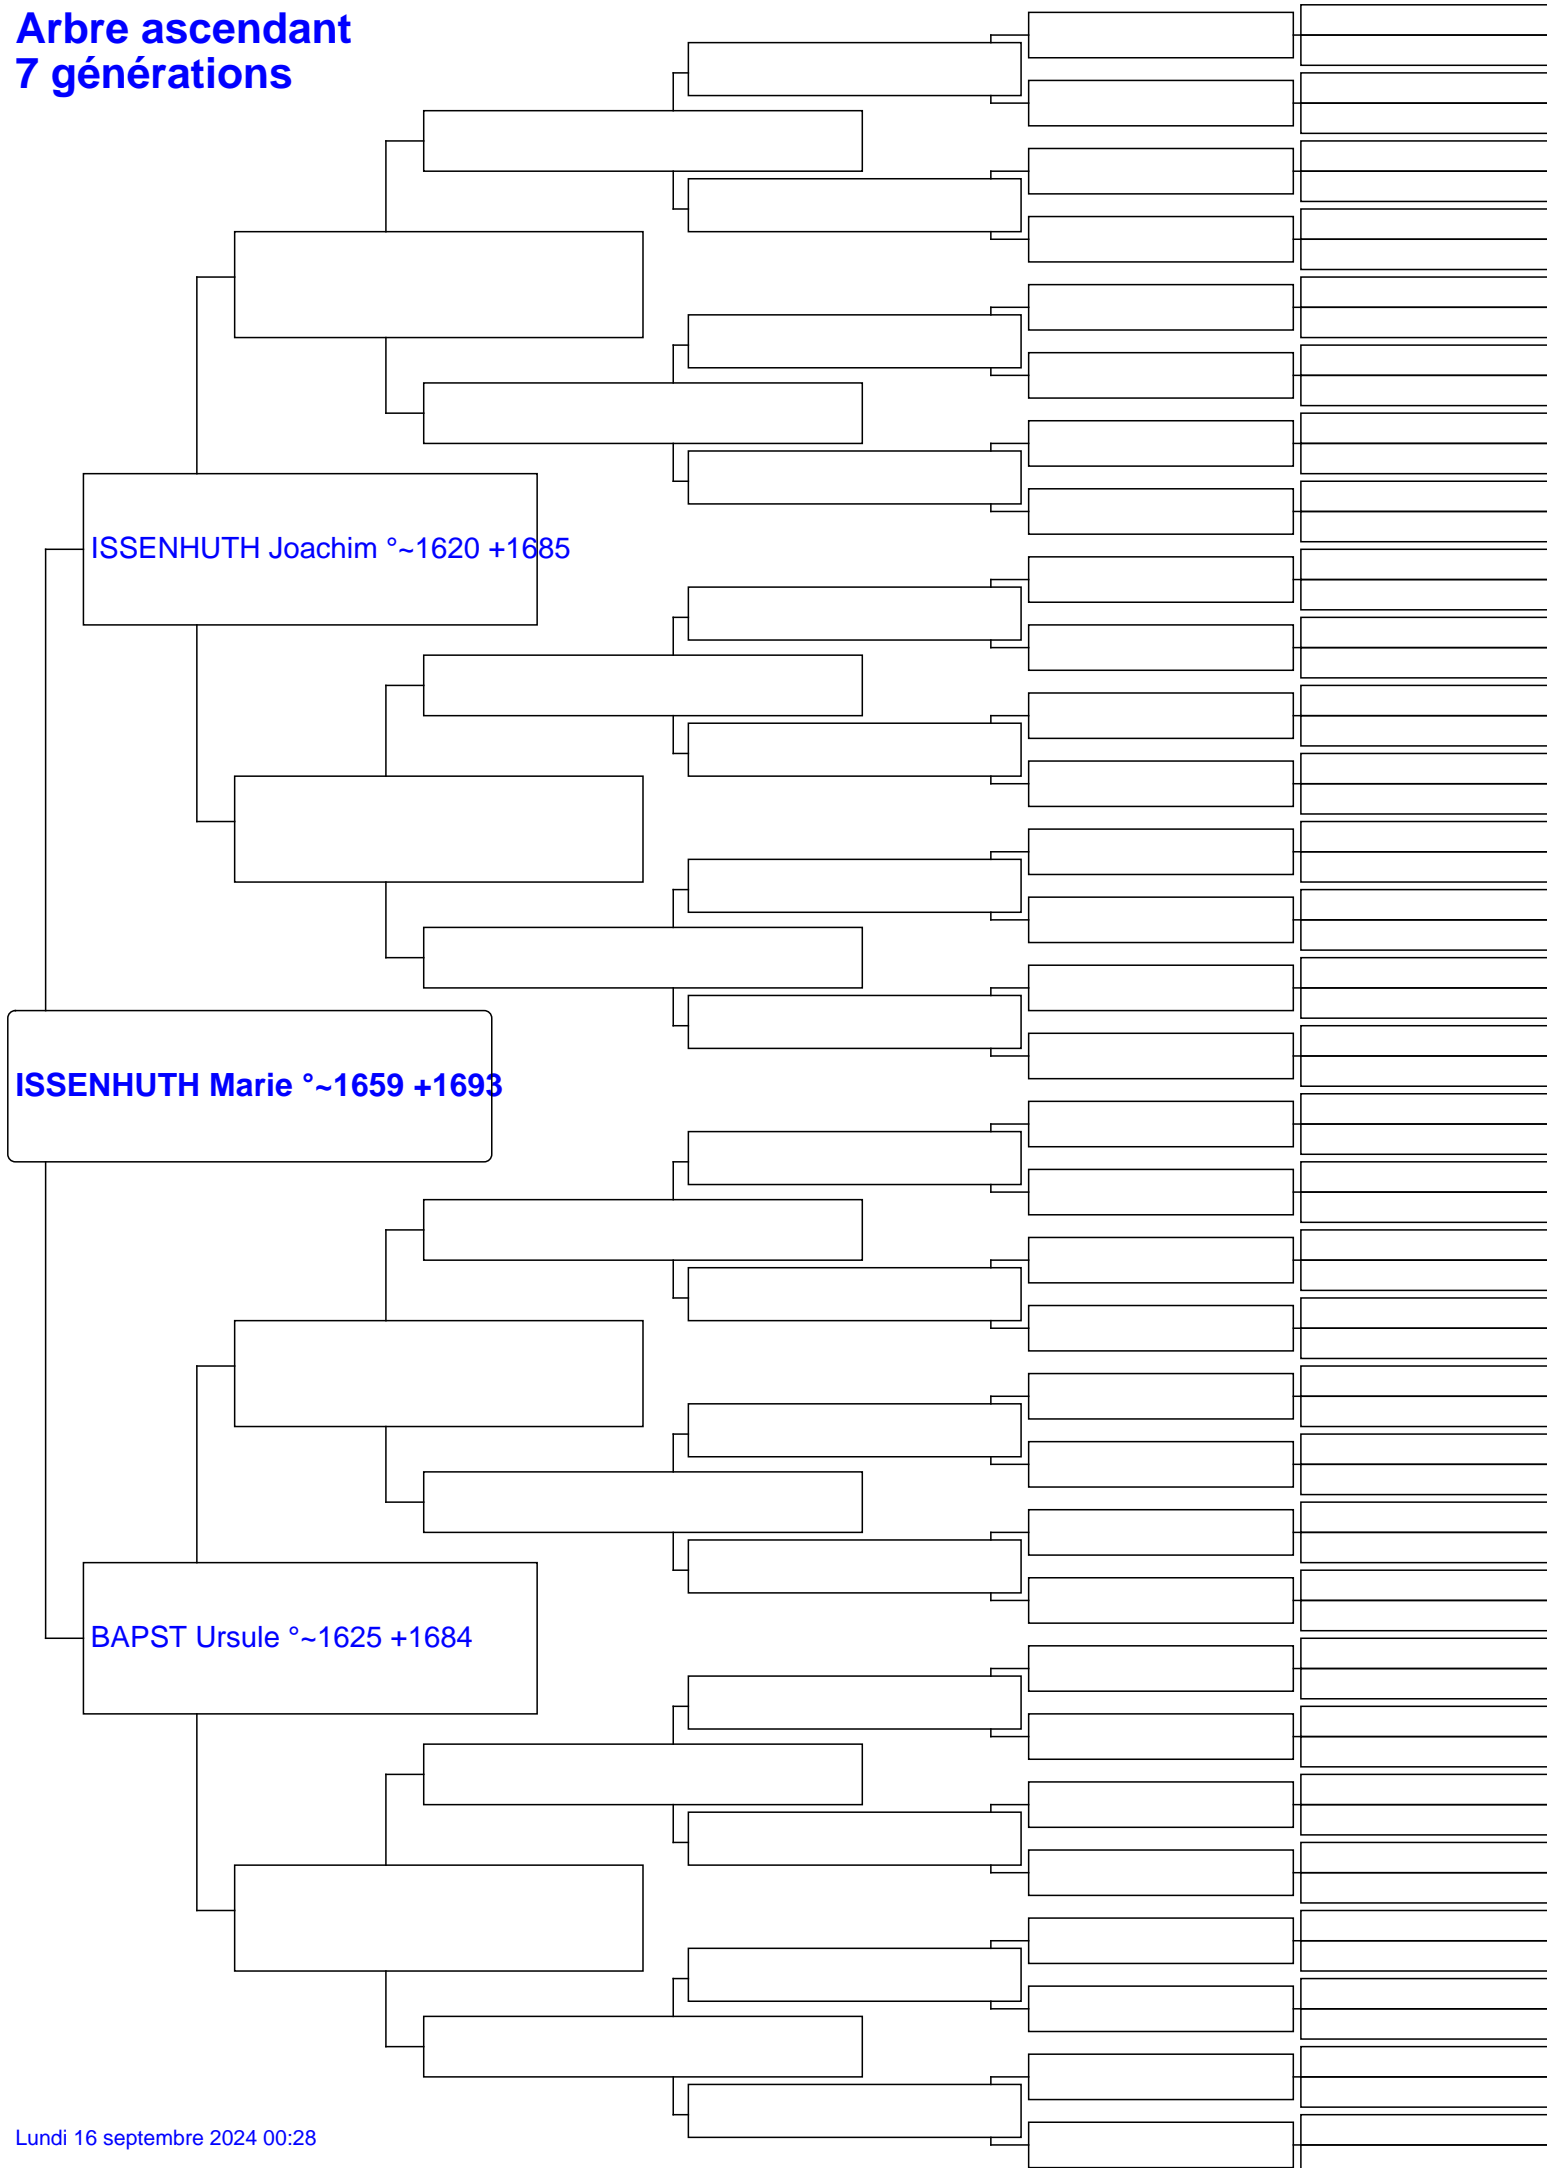 Arbre ascendant
7 générations
ISSENHUTH Joachim °~1620 +1685
ISSENHUTH Marie °~1659 +1693
BAPST Ursule °~1625 +1684
Lundi 16 septembre 2024 00:28